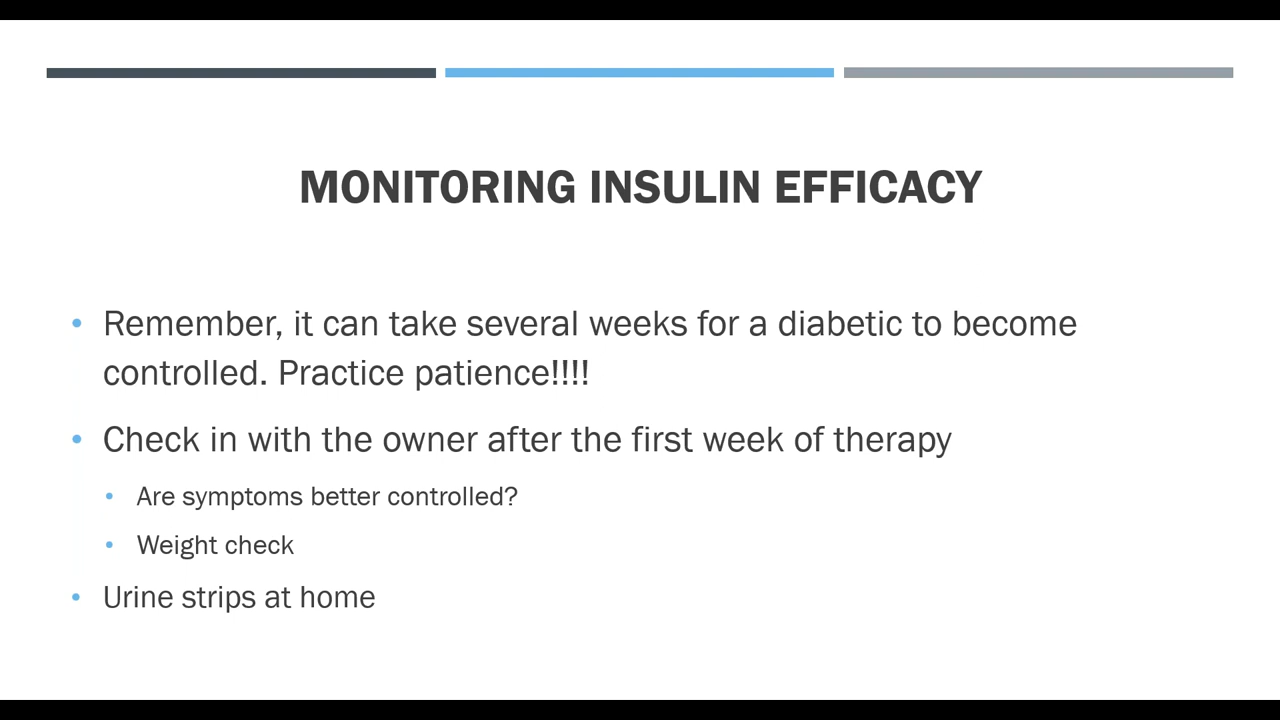 MONITORING INSULIN EFFICACY
• Remember, it can take several weeks for a diabetic to become
controlled. Practice patience!!!!
• Check in with the owner after the first week of therapy
• Are symptoms better controlled?
• Weight check
• Urine strips at home